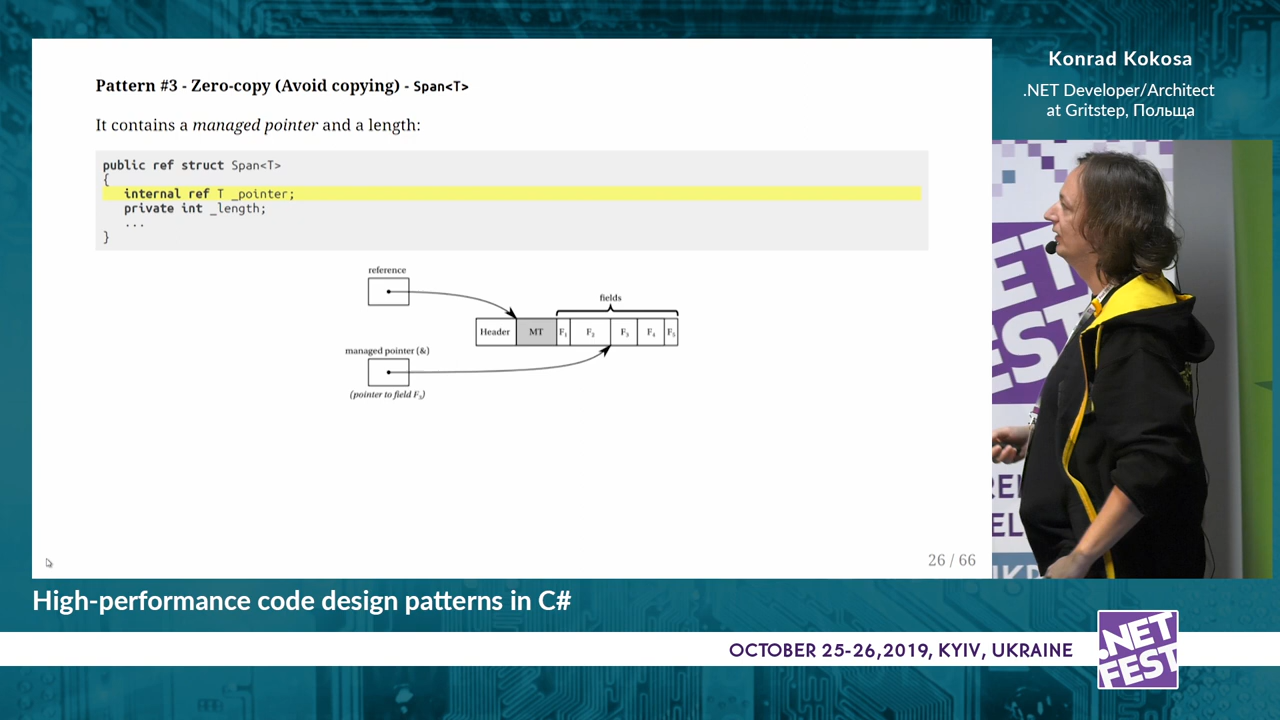 Pattern #3 - Zero-copy (Avoid copying) - Span<T>
It contains a managed pointer and a length:
public ref struct Span<T>
{
internal ref T _pointer;
private int _length;
...
}
reference
fields
Header MT F₁ F₂ F₃ F₄ F₅
managed pointer (&)
(pointer to field F₃)
26 / 66
Konrad Kokosa
.NET Developer/Architect
at Gritstep, Польща
High-performance code design patterns in C#
OCTOBER 25-26,2019, KYIV, UKRAINE
.NET
FEST